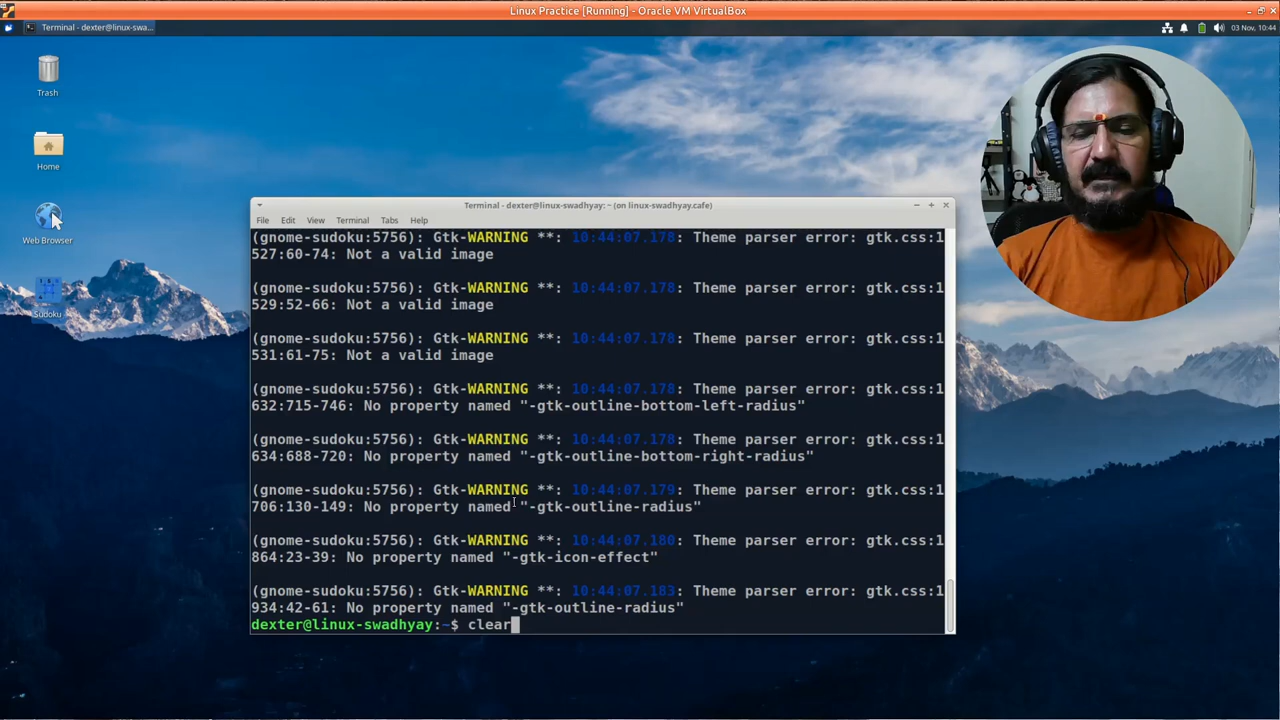 Linux Practice [Running] - Oracle VM VirtualBox
Terminal - dexter@linux-swa...
03 Nov, 10:44
Trash
Home
Web Browser
Sudoku
Terminal - dexter@linux-swadhyay: ~ (on linux-swadhyay.cafe)
File Edit View Terminal Tabs Help
(gnome-sudoku:5756): Gtk-WARNING **: 10:44:07.178: Theme parser error: gtk.css:1
527:60-74: Not a valid image
(gnome-sudoku:5756): Gtk-WARNING **: 10:44:07.178: Theme parser error: gtk.css:1
529:52-66: Not a valid image
(gnome-sudoku:5756): Gtk-WARNING **: 10:44:07.178: Theme parser error: gtk.css:1
531:61-75: Not a valid image
(gnome-sudoku:5756): Gtk-WARNING **: 10:44:07.178: Theme parser error: gtk.css:1
632:715-746: No property named "-gtk-outline-bottom-left-radius"
(gnome-sudoku:5756): Gtk-WARNING **: 10:44:07.178: Theme parser error: gtk.css:1
634:688-720: No property named "-gtk-outline-bottom-right-radius"
(gnome-sudoku:5756): Gtk-WARNING **: 10:44:07.179: Theme parser error: gtk.css:1
706:130-149: No property named "-gtk-outline-radius"
(gnome-sudoku:5756): Gtk-WARNING **: 10:44:07.180: Theme parser error: gtk.css:1
864:23-39: No property named "-gtk-icon-effect"
(gnome-sudoku:5756): Gtk-WARNING **: 10:44:07.183: Theme parser error: gtk.css:1
934:42-61: No property named "-gtk-outline-radius"
dexter@linux-swadhyay:~$ clear